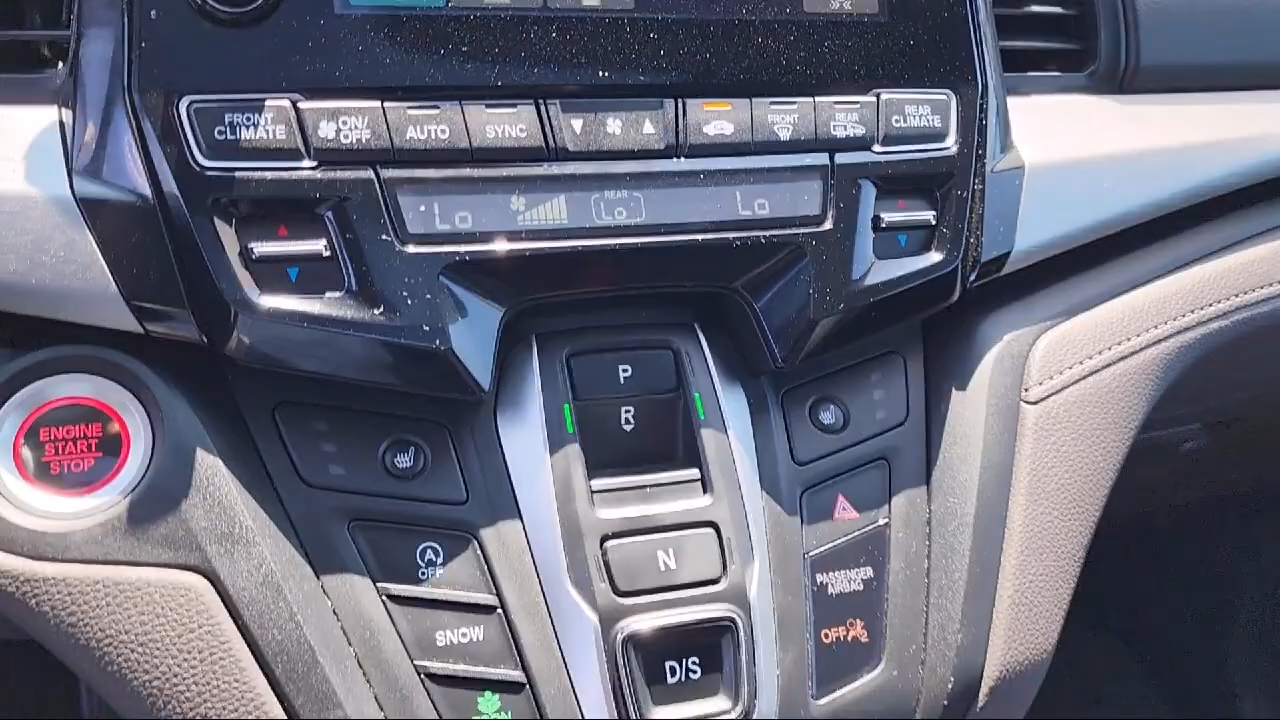 FRONT
CLIMATE
ON/
OFF
AUTO
SYNC
FRONT
REAR
REAR
CLIMATE
Lo
REAR
Lo
Lo
P
R
N
D/S
ENGINE
START
STOP
A
OFF
SNOW
PASSENGER
AIRBAG
OFF 2